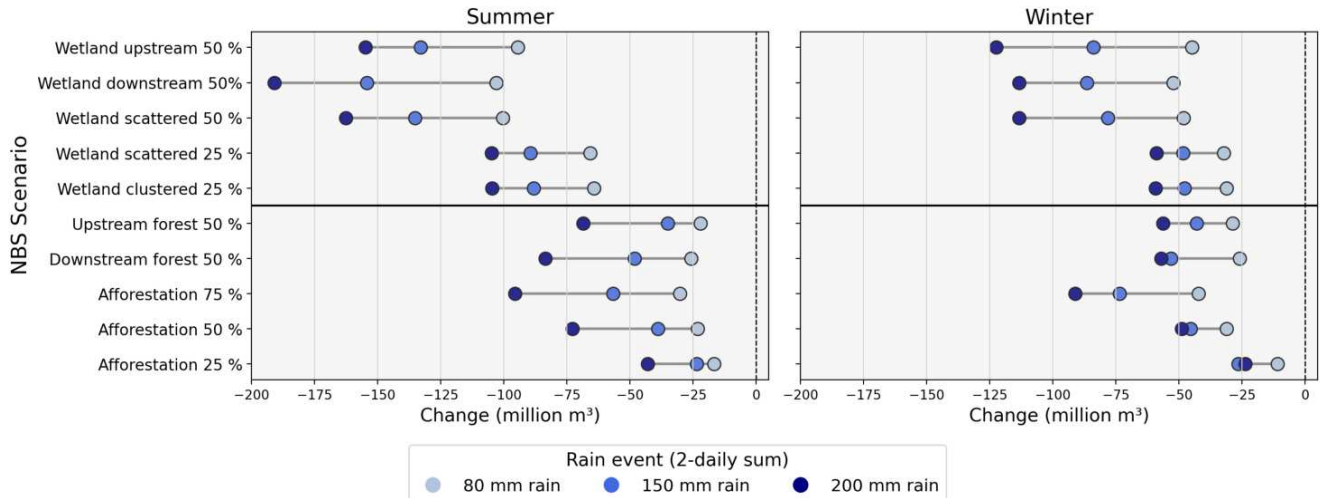 Summer
Winter
NBS Scenario
Wetland upstream 50 %
Wetland downstream 50%
Wetland scattered 50 %
Wetland scattered 25 %
Wetland clustered 25 %
Upstream forest 50 %
Downstream forest 50 %
Afforestation 75 %
Afforestation 50 %
Afforestation 25 %
−200 −175 −150 −125 −100 −75 −50 −25 0
−200 −175 −150 −125 −100 −75 −50 −25 0
Change (million m³)
Change (million m³)
Rain event (2-daily sum)
80 mm rain 150 mm rain 200 mm rain